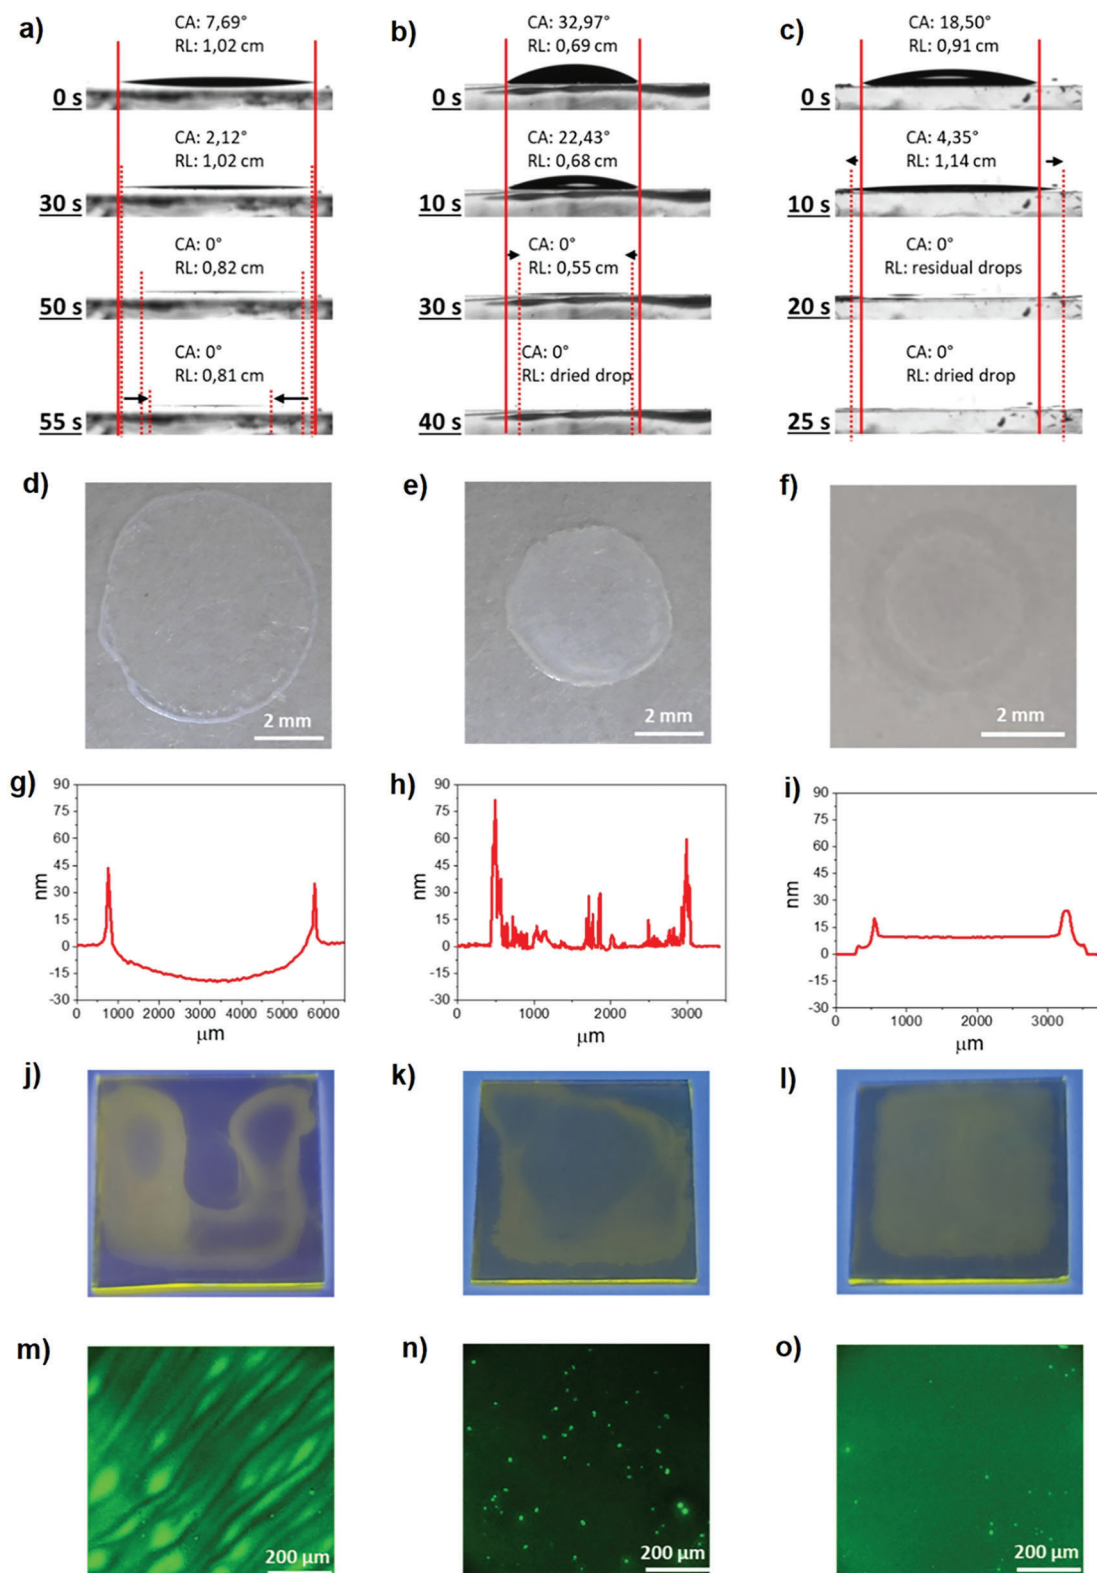 a)
CA: 7,69°
RL: 1,02 cm
0 s
CA: 2,12°
RL: 1,02 cm
30 s
CA: 0°
RL: 0,82 cm
50 s
CA: 0°
RL: 0,81 cm
55 s
b)
CA: 32,97°
RL: 0,69 cm
0 s
CA: 22,43°
RL: 0,68 cm
10 s
CA: 0°
RL: 0,55 cm
30 s
CA: 0°
RL: dried drop
40 s
c)
CA: 18,50°
RL: 0,91 cm
0 s
CA: 4,35°
RL: 1,14 cm
10 s
CA: 0°
RL: residual drops
20 s
CA: 0°
RL: dried drop
25 s
d)
2 mm
e)
2 mm
f)
2 mm
g)
90
75
60
45
30
15
0
-15
-30
nm
0 1000 2000 3000 4000 5000 6000
μm
h)
90
75
60
45
30
15
0
-15
-30
nm
0 1000 2000 3000
μm
i)
90
75
60
45
30
15
0
-15
-30
nm
0 1000 2000 3000
μm
j)
k)
l)
m)
200 μm
n)
200 μm
o)
200 μm